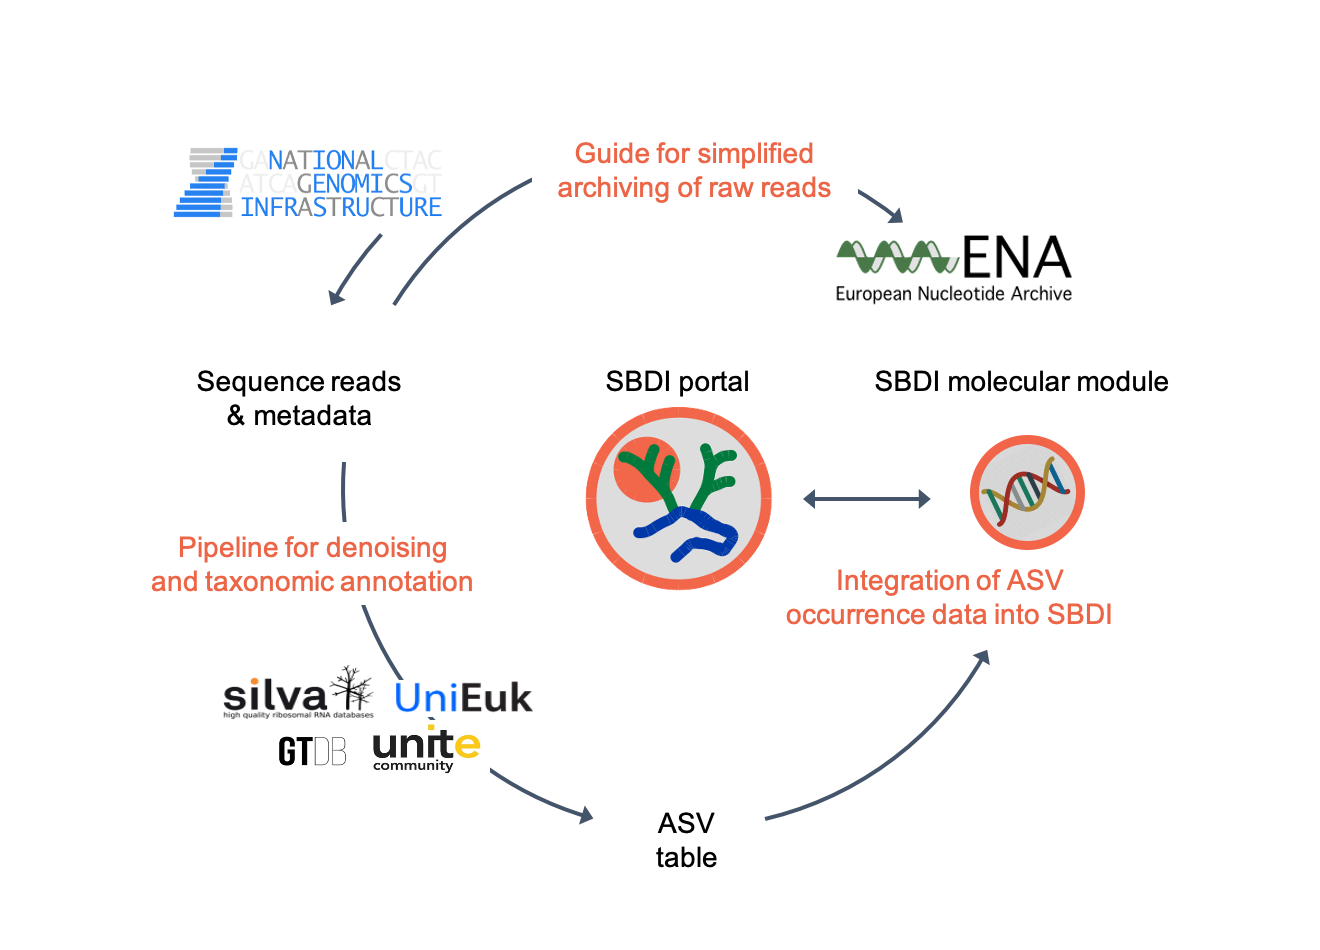 GANATIONALCTAC
ATCAGENOMICSGT
INFRASTRUCTURE
Guide for simplified
archiving of raw reads
ENA
European Nucleotide Archive
Sequence reads
& metadata
SBDI portal
SBDI molecular module
Pipeline for denoising
and taxonomic annotation
Integration of ASV
occurrence data into SBDI
silva
high quality ribosomal RNA databases
UniEuk
GTDB
unite
community
ASV
table